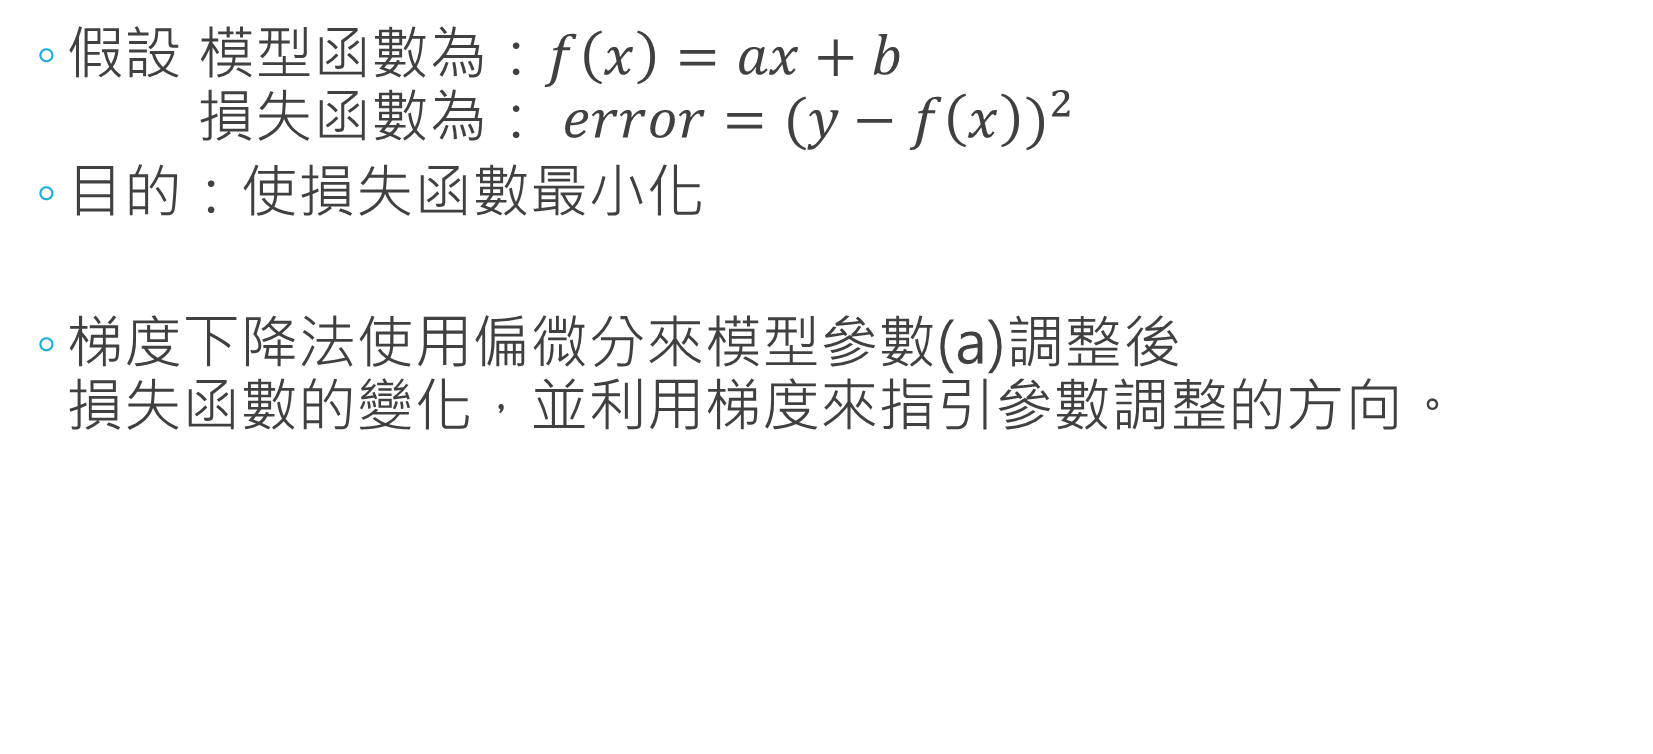 假設 模型函數為：f(x) = ax + b
損失函數為： error = (y − f(x))²
目的：使損失函數最小化
梯度下降法使用偏微分來模型參數(a)調整後
損失函數的變化，並利用梯度來指引參數調整的方向。